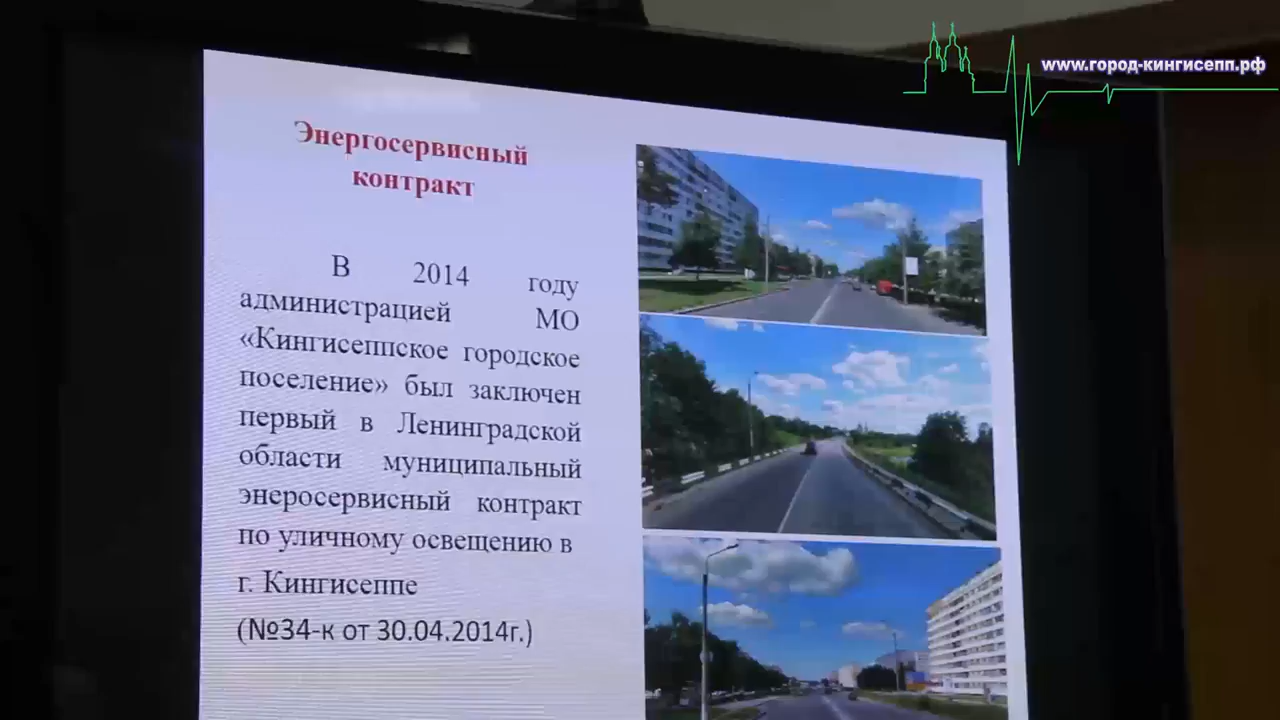 www.город-кингисепп.рф
Энергосервисный
контракт
В 2014 году
администрацией МО
«Кингисеппское городское
поселение» был заключен
первый в Ленинградской
области муниципальный
энеросервисный контракт
по уличному освещению в
г. Кингисеппе
(№34-к от 30.04.2014г.)